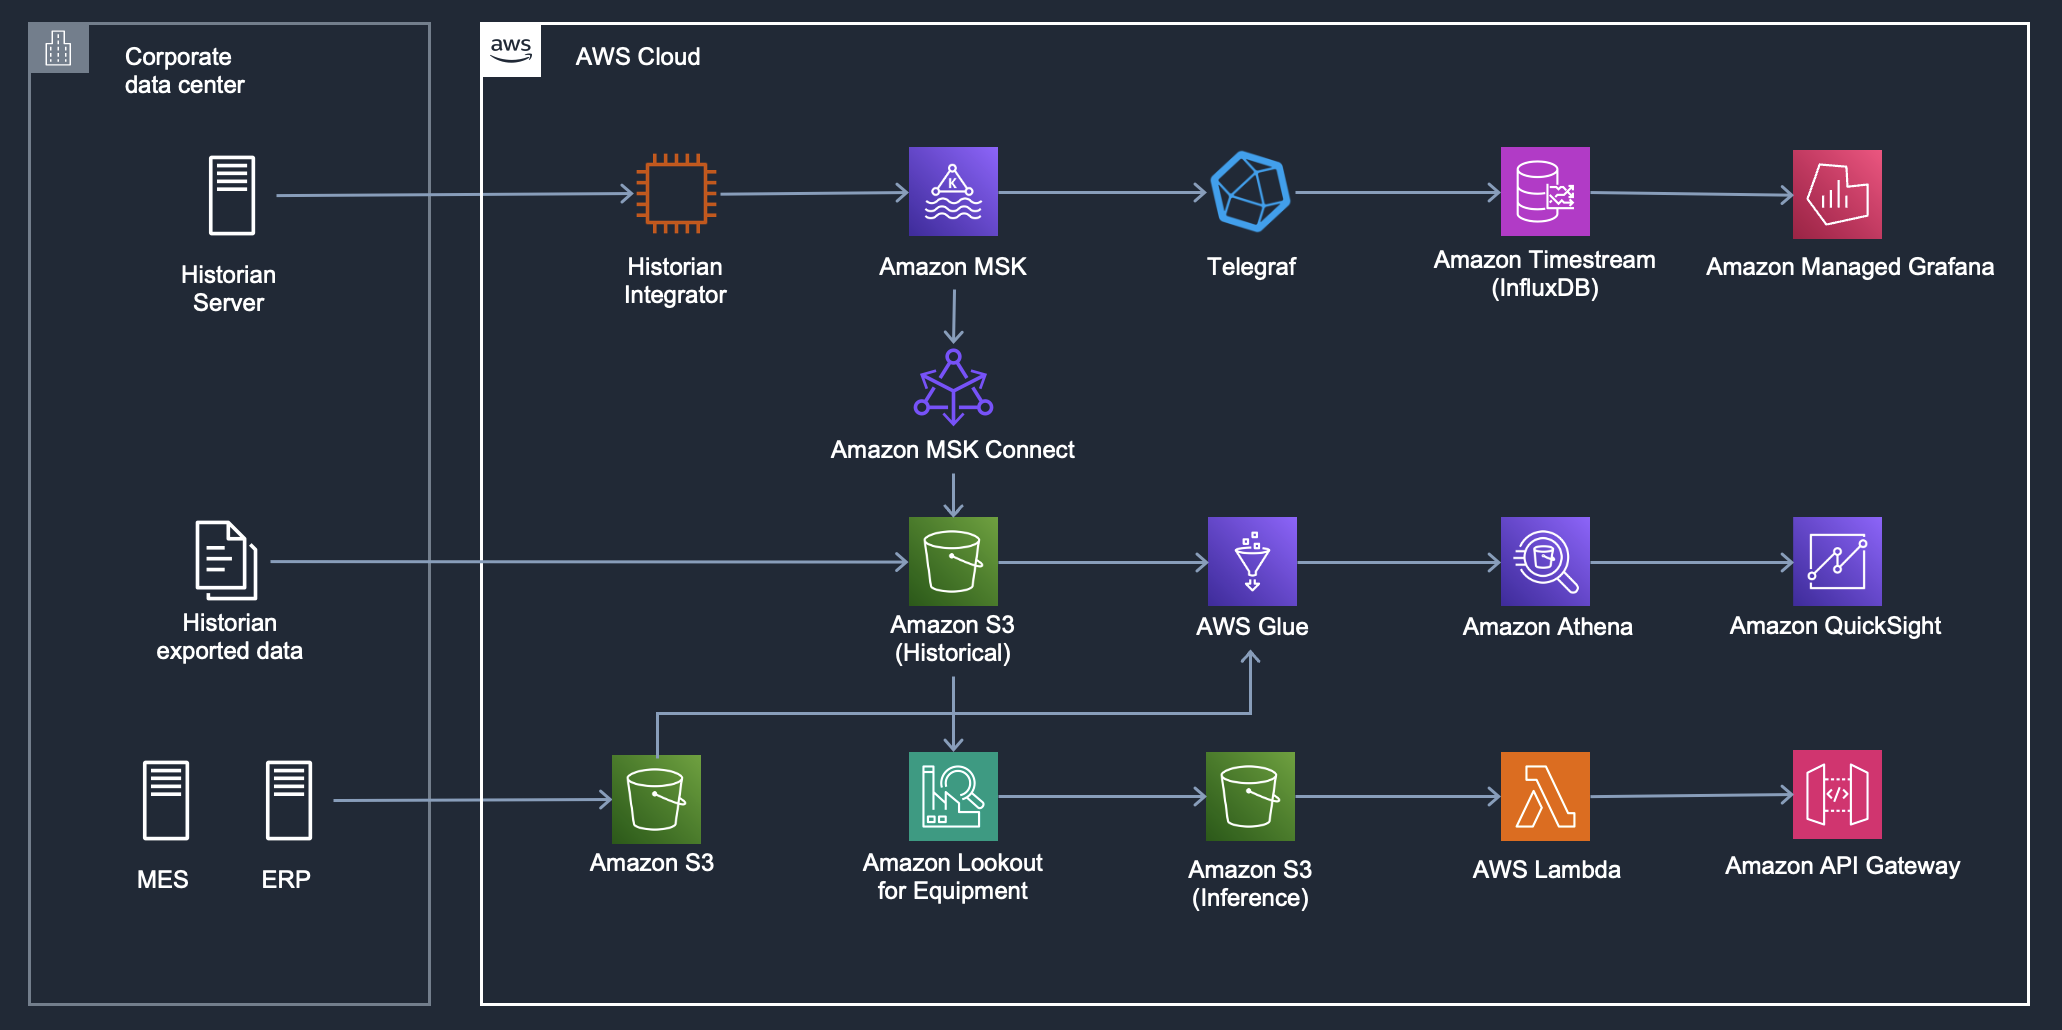 Corporate
data center
aws
AWS Cloud
Historian
Server
Historian
Integrator
K
Amazon MSK
Telegraf
Amazon Timestream
(InfluxDB)
Amazon Managed Grafana
Amazon MSK Connect
Historian
exported data
Amazon S3
(Historical)
AWS Glue
Amazon Athena
Amazon QuickSight
MES
ERP
Amazon S3
Amazon Lookout
for Equipment
Amazon S3
(Inference)
AWS Lambda
</>
Amazon API Gateway